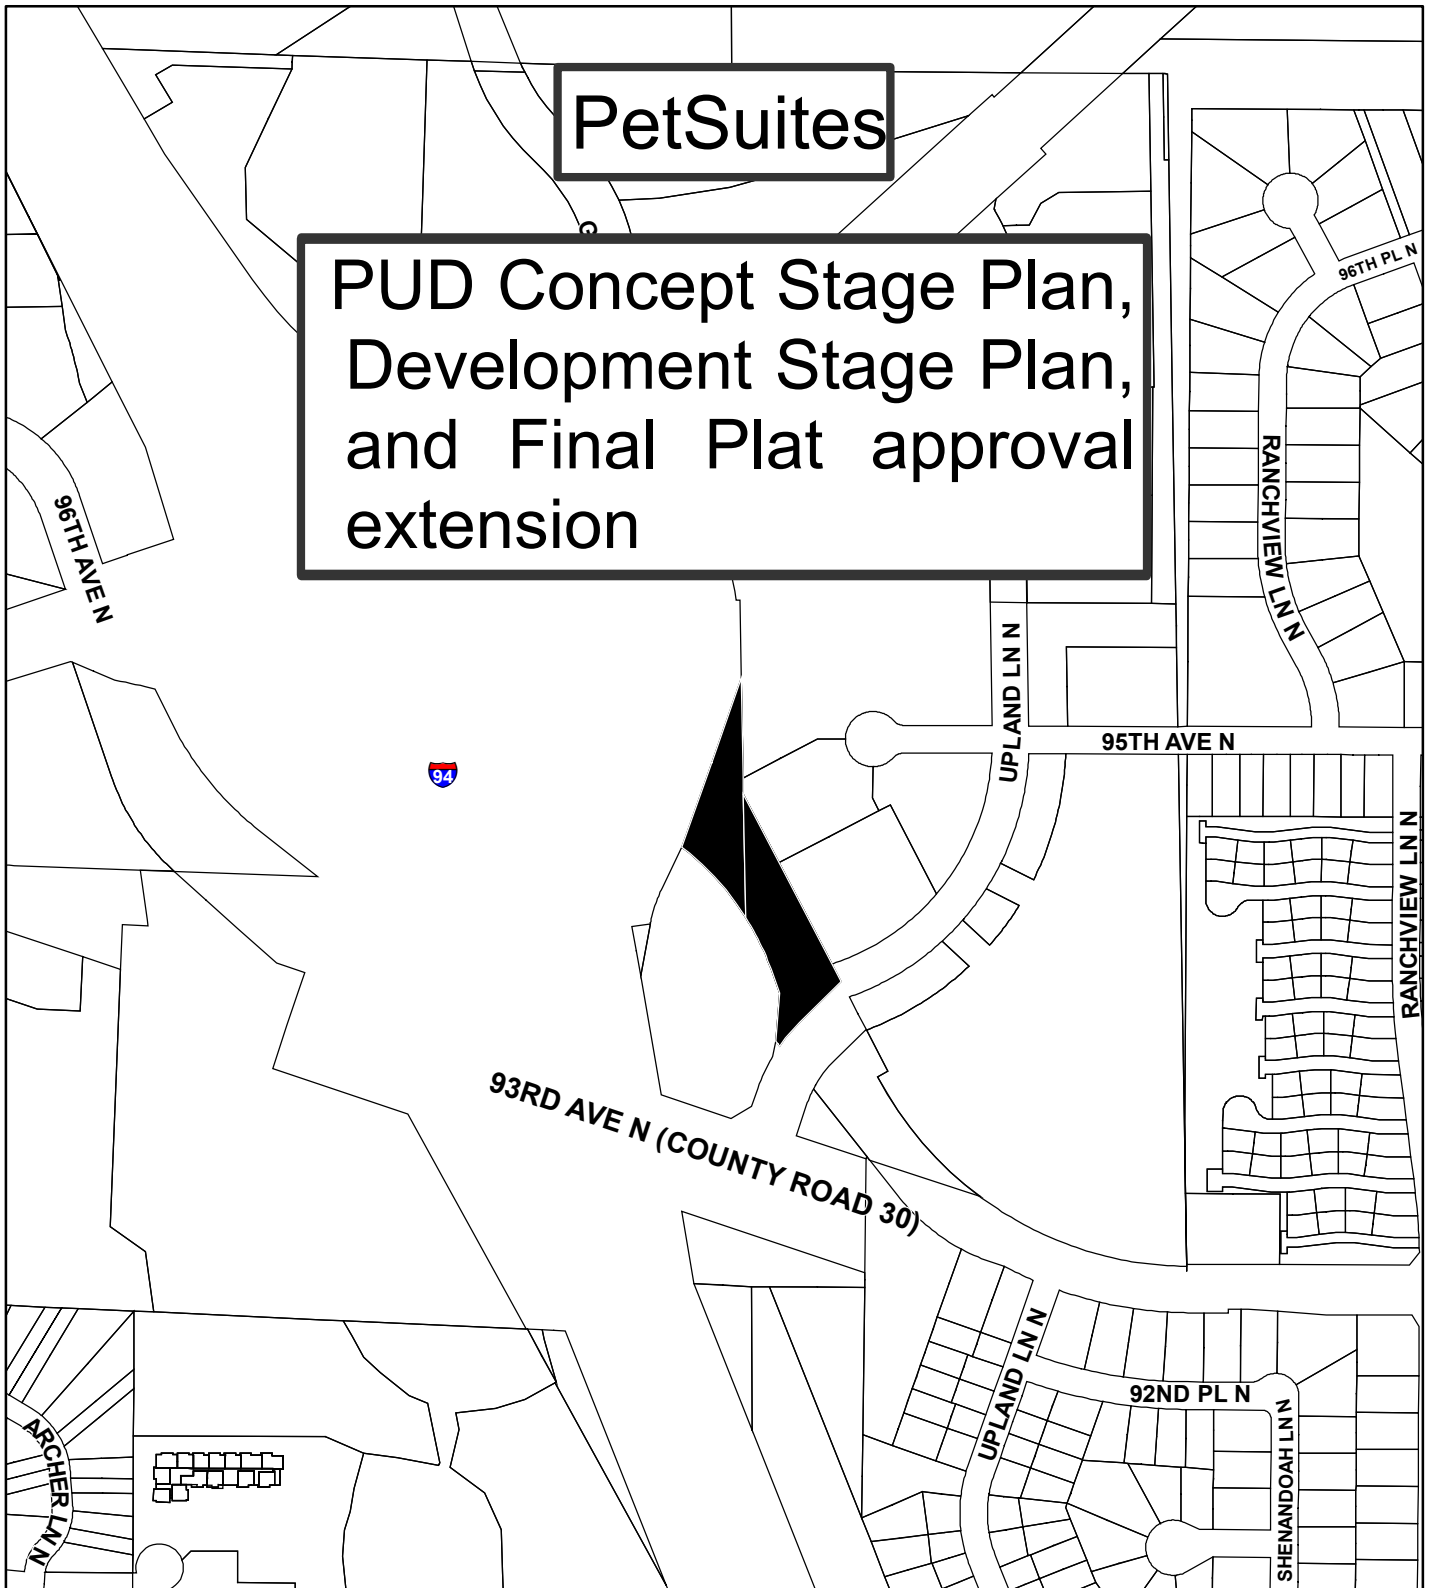 PetSuites
G
PUD Concept Stage Plan,
Development Stage Plan,
and Final Plat approval
extension
96TH PL N
RANCHVIEW LN N
96TH AVE N
UPLAND LN N
95TH AVE N
94
RANCHVIEW LN N
93RD AVE N (COUNTY ROAD 30)
UPLAND LN N
92ND PL N
SHENANDOAH LN N
ARCHER LN N